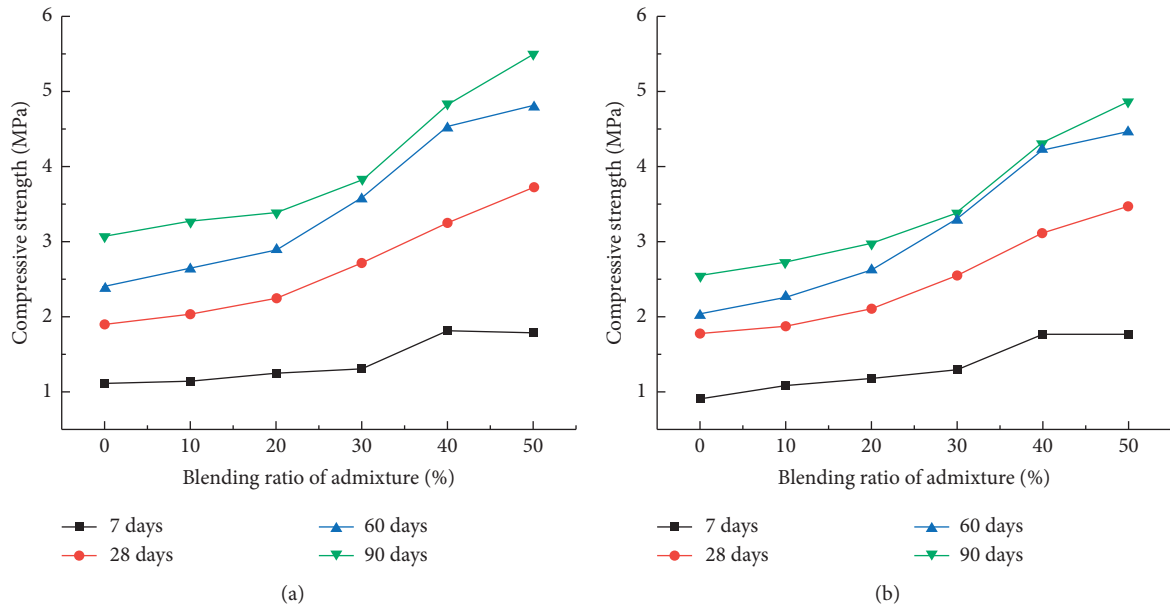 6
5
4
3
2
1
Compressive strength (MPa)
0 10 20 30 40 50
Blending ratio of admixture (%)
7 days
28 days
60 days
90 days
(a)
6
5
4
3
2
1
Compressive strength (MPa)
0 10 20 30 40 50
Blending ratio of admixture (%)
7 days
28 days
60 days
90 days
(b)